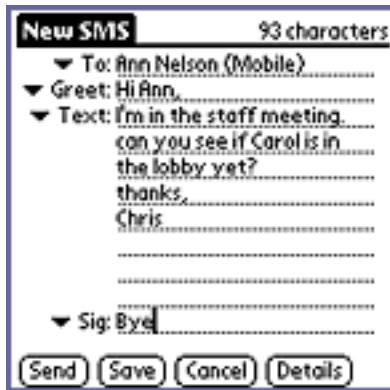 New SMS 93 characters
To: Ann Nelson (Mobile)
Greet: Hi Ann,
Text: I'm in the staff meeting.
can you see if Carol is in
the lobby yet?
thanks,
Chris
Sig: Bye
Send Save Cancel Details